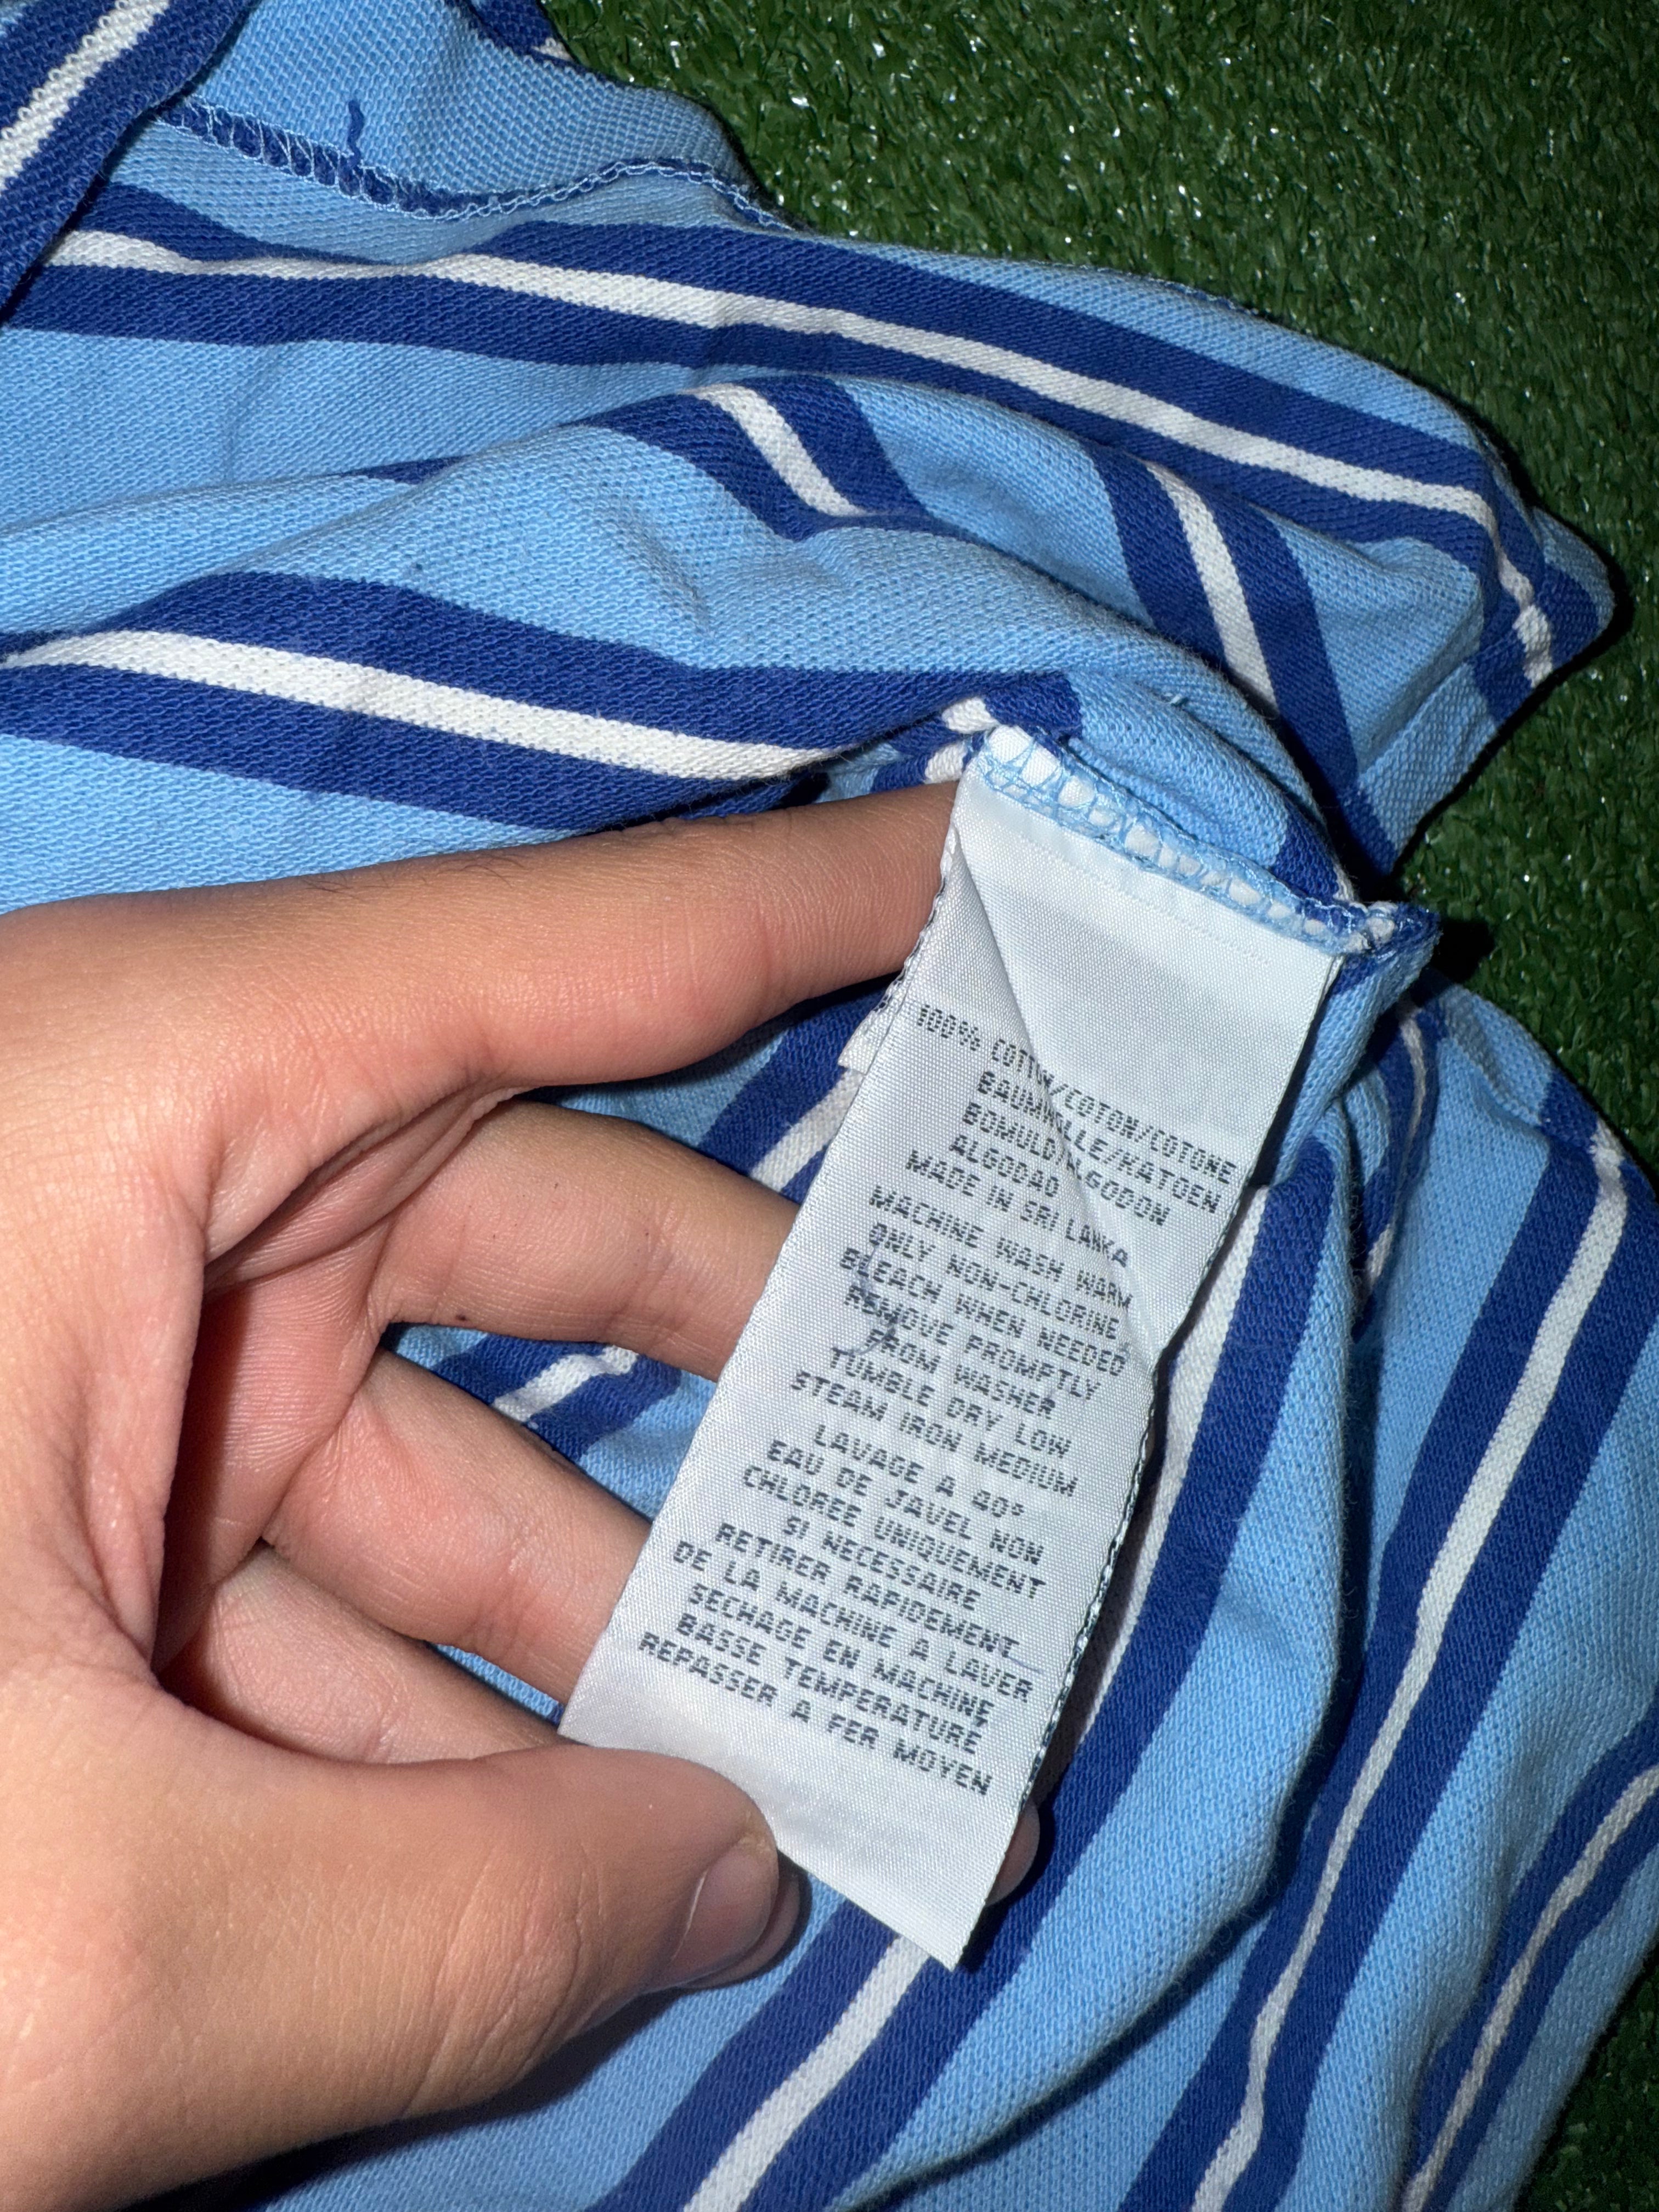 100% COTTON/COTON/COTONE
BAUMWOLLE/KATOEN
BOMULD/ALGODON
ALGODAO
MADE IN SRI LANKA
MACHINE WASH WARM
ONLY NON-CHLORINE
BLEACH WHEN NEEDED
REMOVE PROMPTLY
FROM WASHER
TUMBLE DRY LOW
STEAM IRON MEDIUM
LAVAGE A 40°
EAU DE JAVEL NON
CHLOREE UNIQUEMENT
SI NECESSAIRE
RETIRER RAPIDEMENT
DE LA MACHINE A LAVER
SECHAGE EN MACHINE
BASSE TEMPERATURE
REPASSER A FER MOYEN